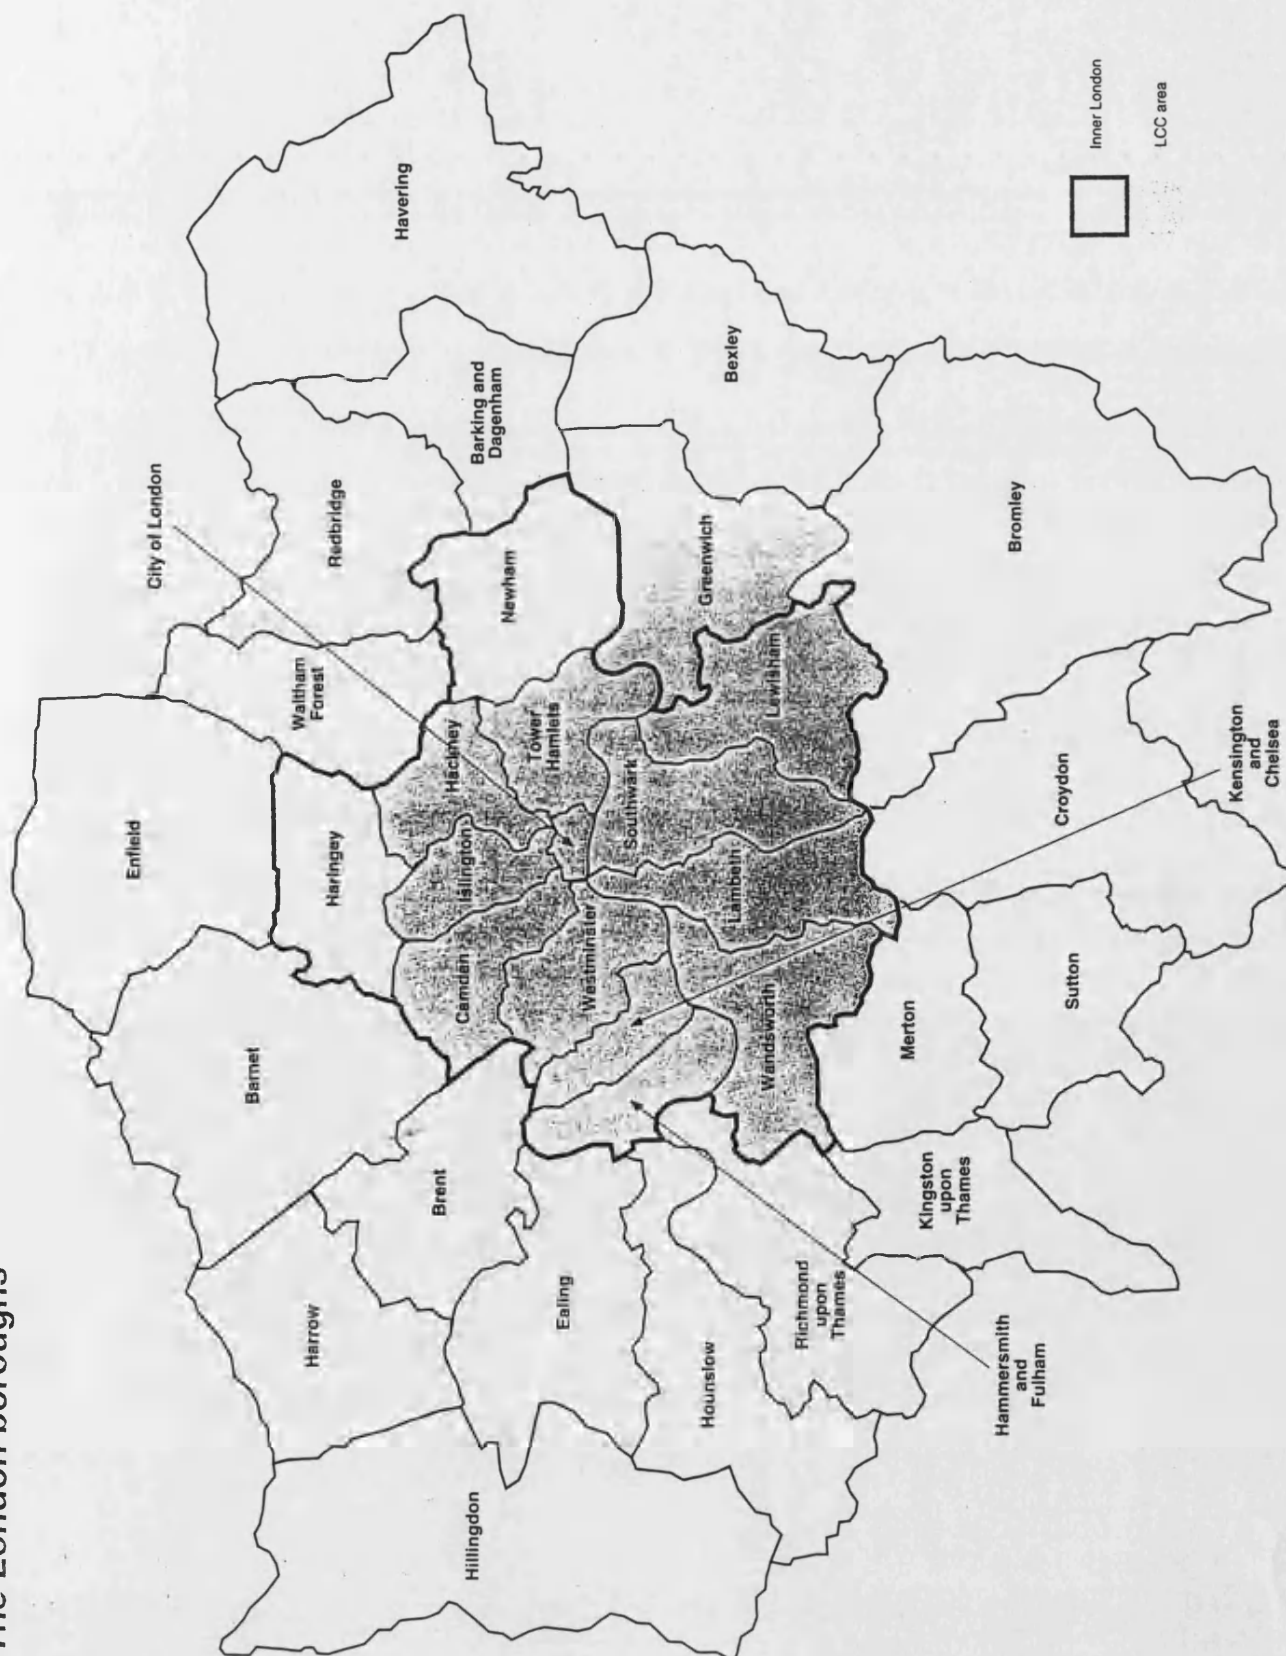 The London boroughs
Enfield
Barnet
Haringey
Waltham
Forest
City of London
Redbridge
Havering
Barking and
Dagenham
Newham
Harrow
Brent
Camden
Islington
Hackney
Tower
Hamlets
Hillingdon
Ealing
Westminster
Southwark
Greenwich
Bexley
Hounslow
Richmond
upon
Thames
Wandsworth
Lambeth
Lewisham
Hammersmith
and
Fulham
Kingston
upon
Thames
Merton
Sutton
Croydon
Bromley
Kensington
and
Chelsea
Inner London
LCC area